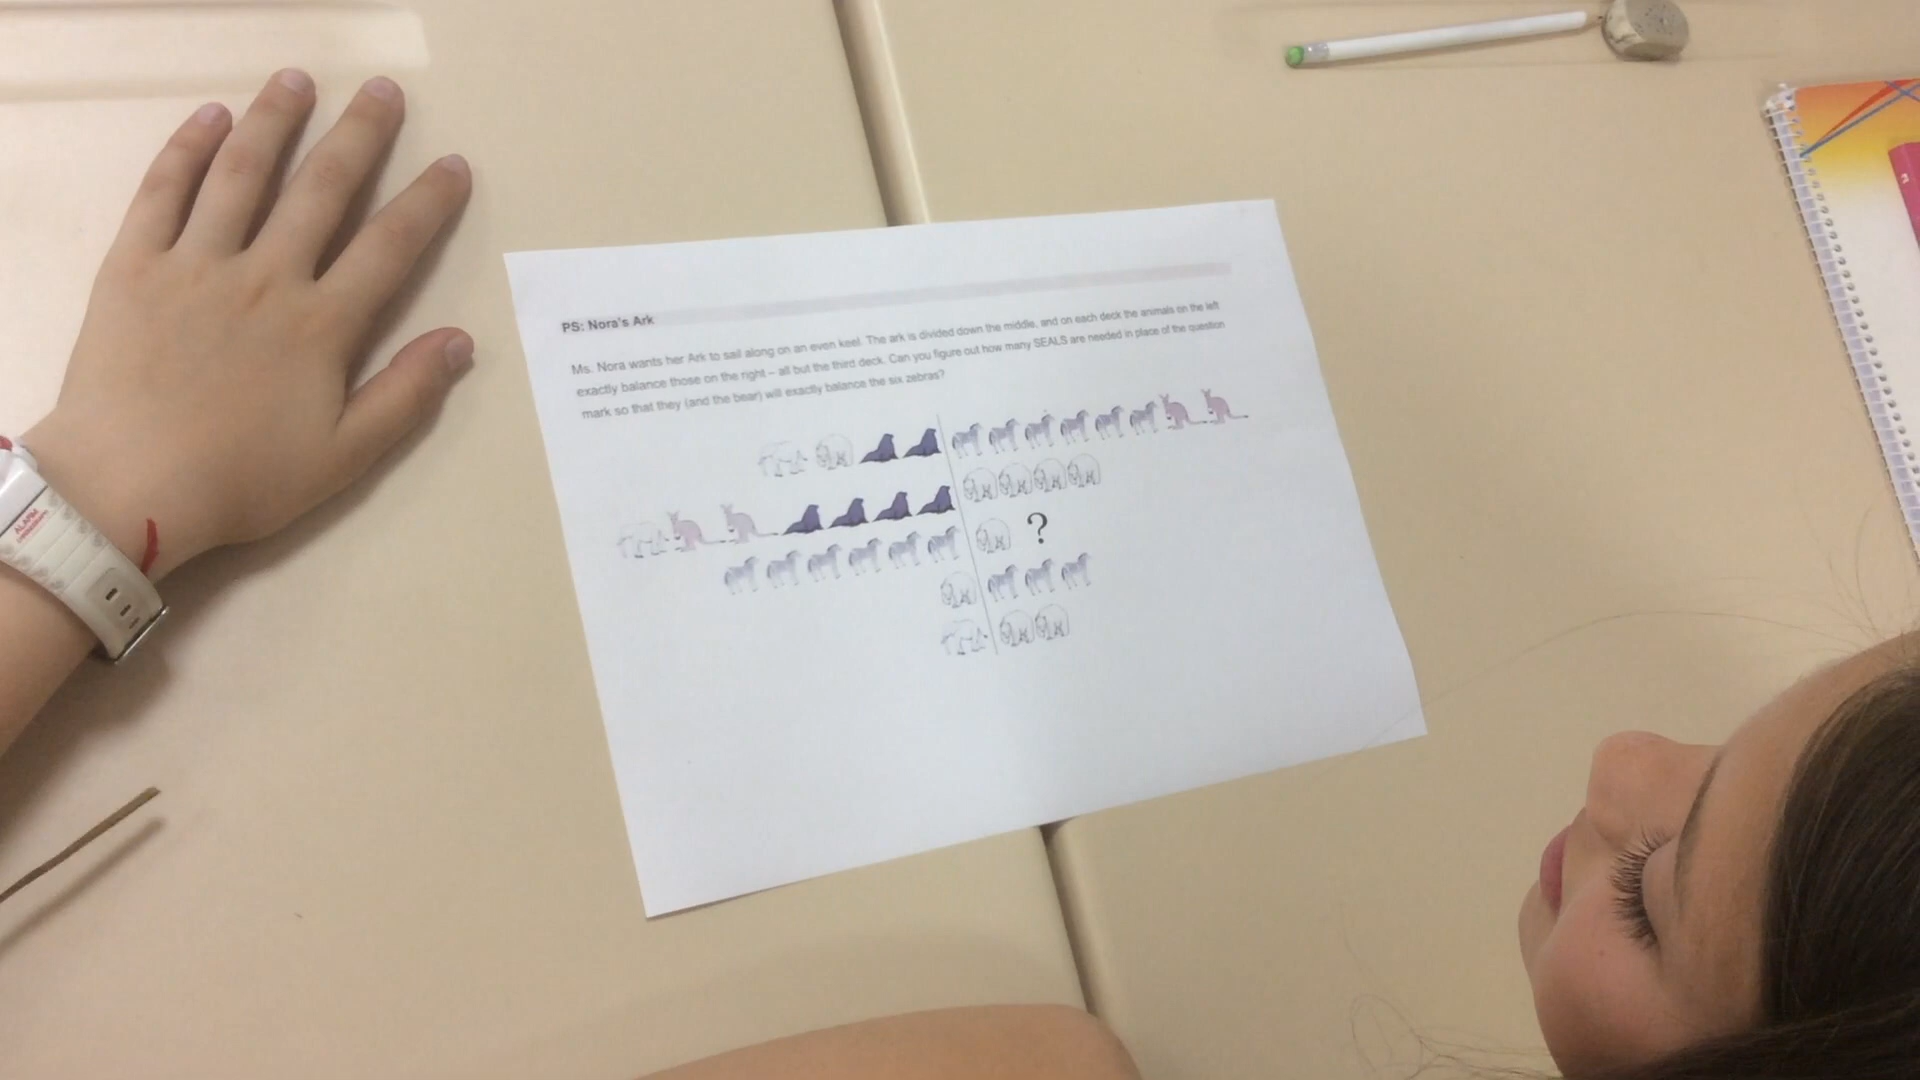 PS: Nora's Ark
Ms. Nora wants her Ark to sail along on an even keel. The ark is divided down the middle, and on each deck the animals on the left
exactly balance those on the right – all but the third deck. Can you figure out how many SEALS are needed in place of the question
mark so that they (and the bear) will exactly balance the six zebras?
?
ALARM